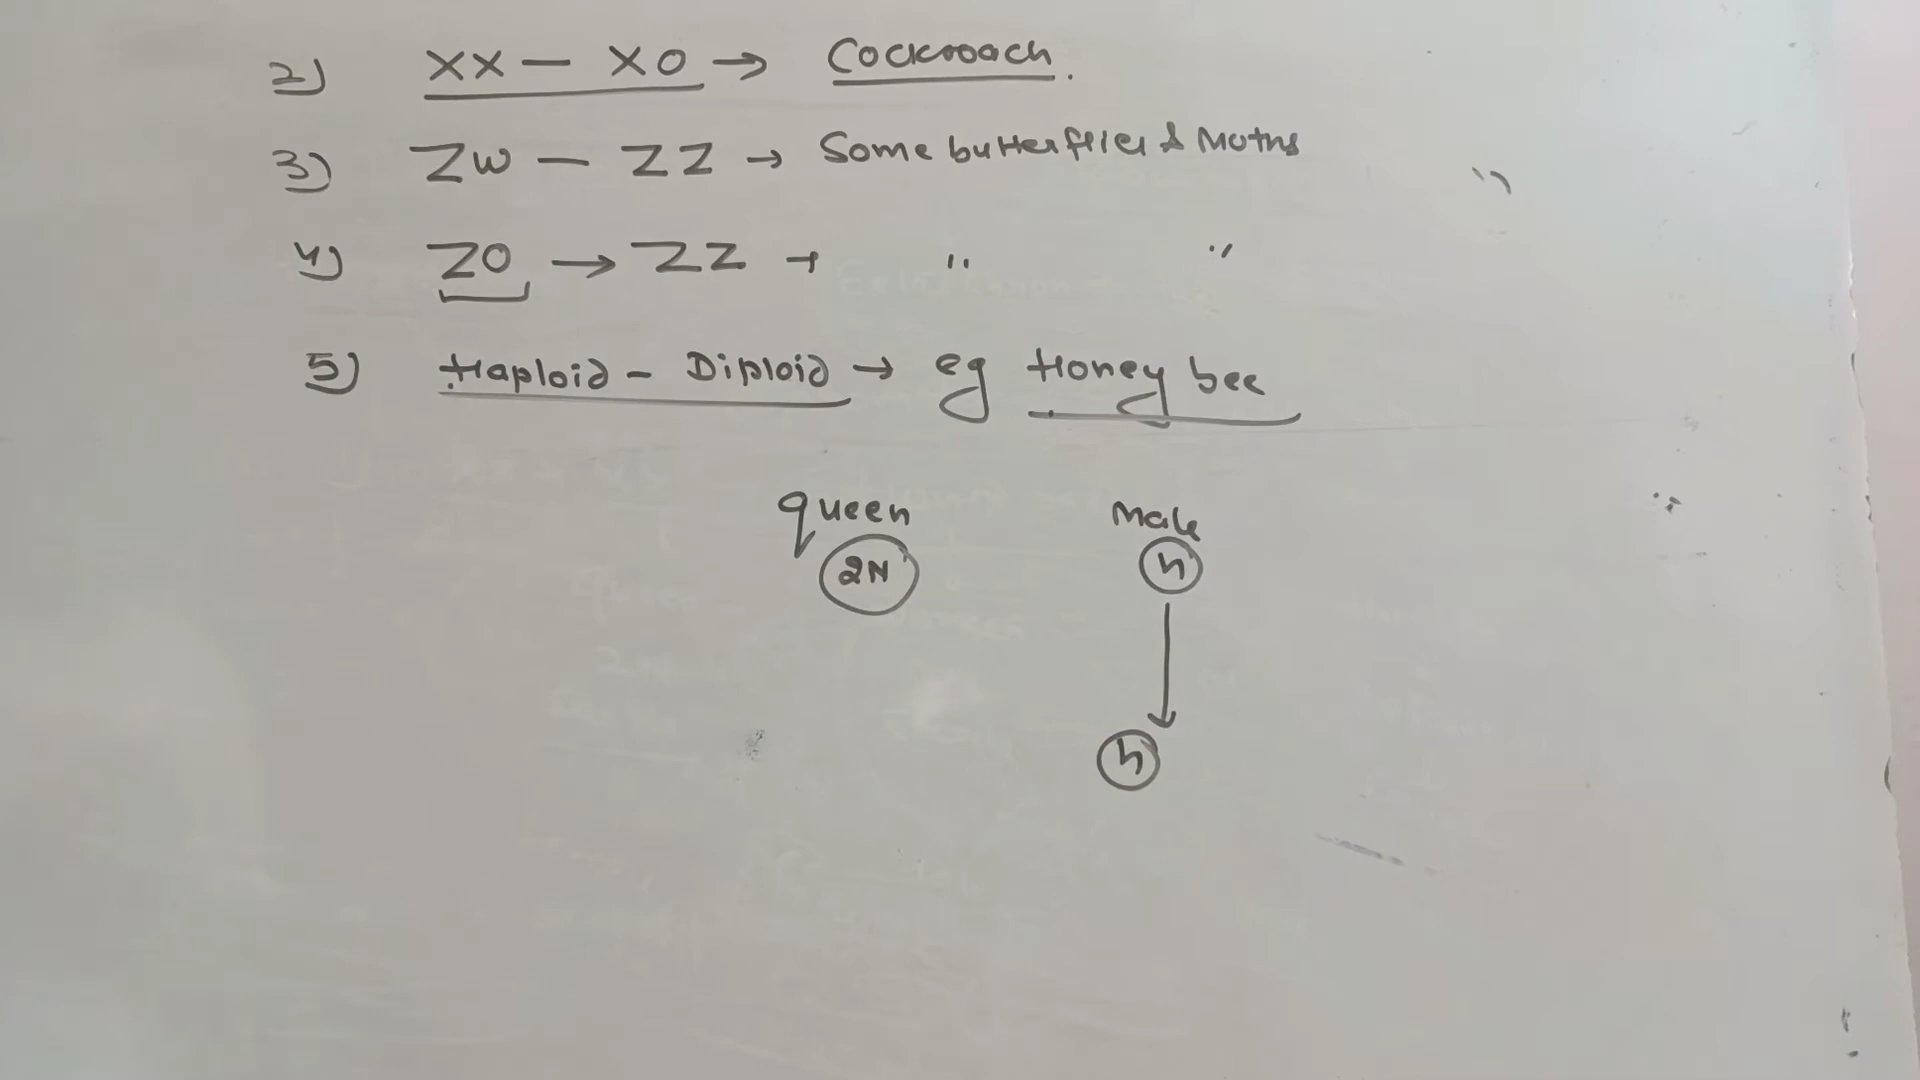 2) XX - XO → Cockroach.
3) ZW - ZZ → Some butterflies & Moths
4) ZO → ZZ → " "
5) Haploid - Diploid → eg Honey bee
queen Male
2N n
n